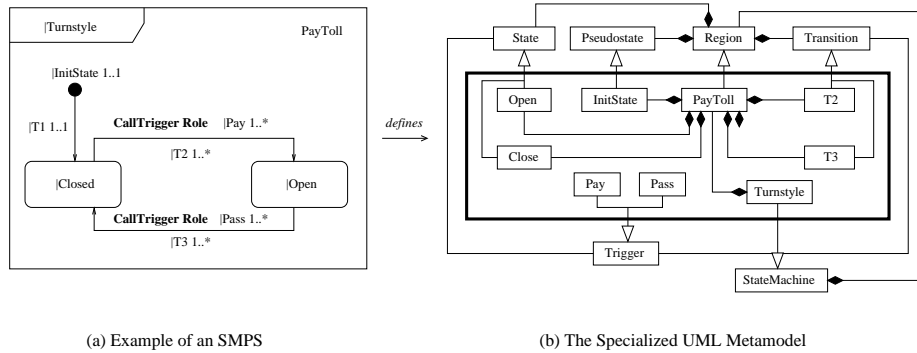 |Turnstyle
PayToll
|InitState 1..1
|T1 1..1
CallTrigger Role |Pay 1..*
|T2 1..*
|Closed
|Open
CallTrigger Role |Pass 1..*
|T3 1..*
(a) Example of an SMPS
defines
State
Pseudostate
Region
Transition
Open
InitState
PayToll
T2
Close
T3
Pay
Pass
Turnstyle
Trigger
StateMachine
(b) The Specialized UML Metamodel